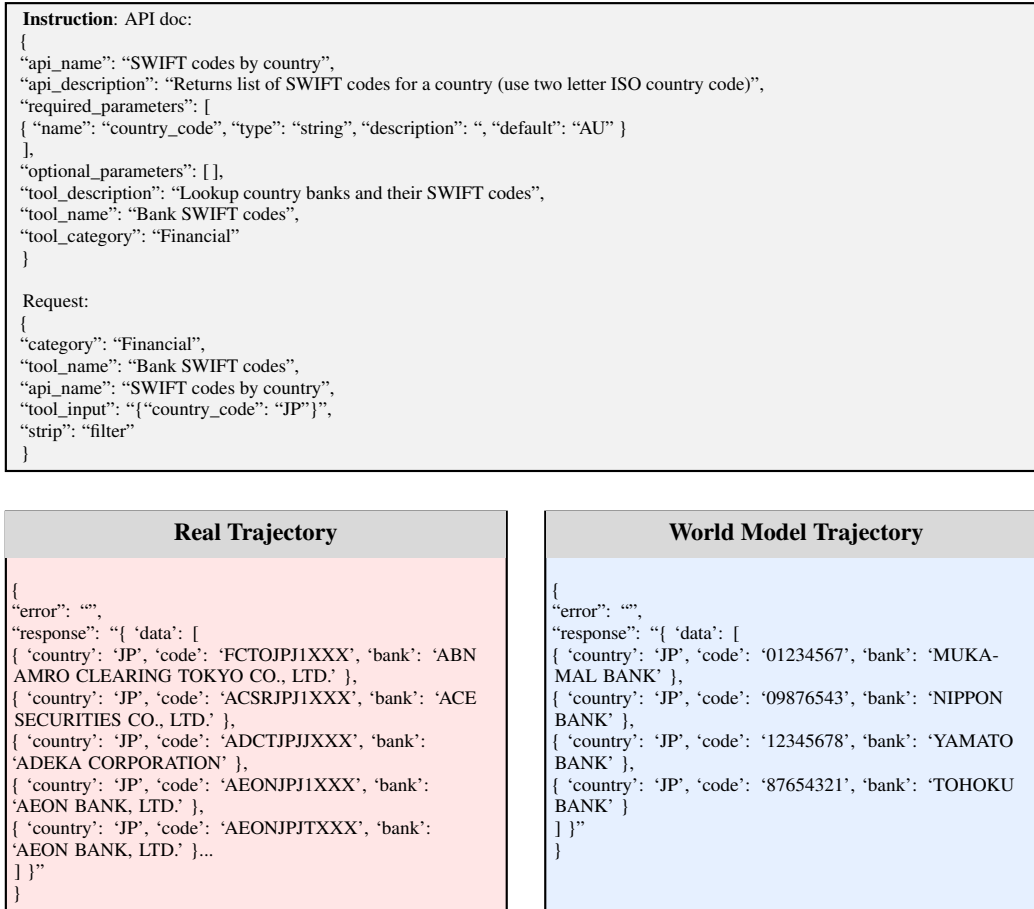 Instruction: API doc:
{
“api_name”: “SWIFT codes by country”,
“api_description”: “Returns list of SWIFT codes for a country (use two letter ISO country code)”,
“required_parameters”: [
{ “name”: “country_code”, “type”: “string”, “description”: “, “default”: “AU” }
],
“optional_parameters”: [ ],
“tool_description”: “Lookup country banks and their SWIFT codes”,
“tool_name”: “Bank SWIFT codes”,
“tool_category”: “Financial”
}
Request:
{
“category”: “Financial”,
“tool_name”: “Bank SWIFT codes”,
“api_name”: “SWIFT codes by country”,
“tool_input”: “{“country_code”: “JP”}”,
“strip”: “filter”
}
Real Trajectory
{
“error”: “”,
“response”: “{ ‘data’: [
{ ‘country’: ‘JP’, ‘code’: ‘FCTOJPJ1XXX’, ‘bank’: ‘ABN
AMRO CLEARING TOKYO CO., LTD.’ },
{ ‘country’: ‘JP’, ‘code’: ‘ACSRJPJ1XXX’, ‘bank’: ‘ACE
SECURITIES CO., LTD.’ },
{ ‘country’: ‘JP’, ‘code’: ‘ADCTJPJJXXX’, ‘bank’:
‘ADEKA CORPORATION’ },
{ ‘country’: ‘JP’, ‘code’: ‘AEONJPJ1XXX’, ‘bank’:
‘AEON BANK, LTD.’ },
{ ‘country’: ‘JP’, ‘code’: ‘AEONJPJTXXX’, ‘bank’:
‘AEON BANK, LTD.’ }...
] }”
}
World Model Trajectory
{
“error”: “”,
“response”: “{ ‘data’: [
{ ‘country’: ‘JP’, ‘code’: ‘01234567’, ‘bank’: ‘MUKA-
MAL BANK’ },
{ ‘country’: ‘JP’, ‘code’: ‘09876543’, ‘bank’: ‘NIPPON
BANK’ },
{ ‘country’: ‘JP’, ‘code’: ‘12345678’, ‘bank’: ‘YAMATO
BANK’ },
{ ‘country’: ‘JP’, ‘code’: ‘87654321’, ‘bank’: ‘TOHOKU
BANK’ }
] }”
}